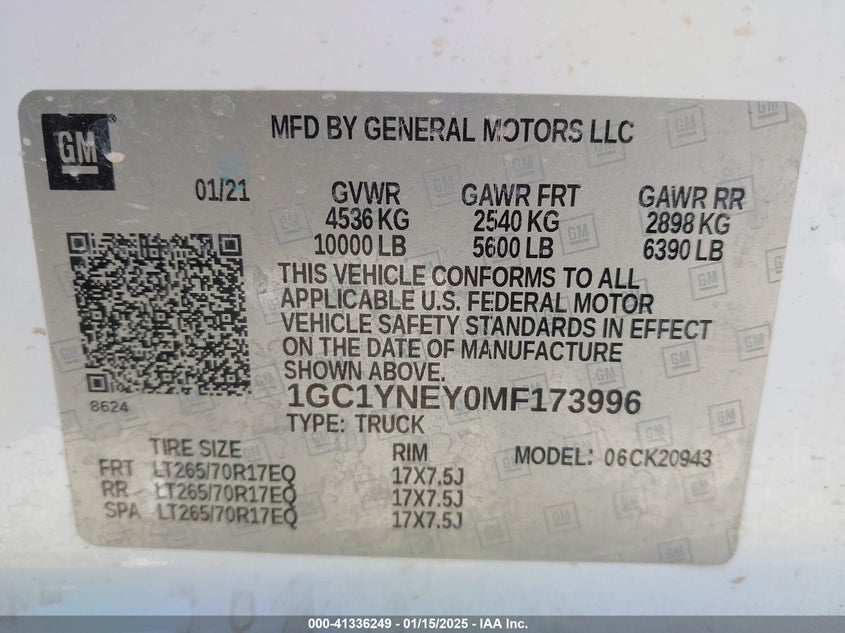 GM
MFD BY GENERAL MOTORS LLC
01/21 GVWR GAWR FRT GAWR RR
4536 KG 2540 KG 2898 KG
10000 LB 5600 LB 6390 LB
THIS VEHICLE CONFORMS TO ALL
APPLICABLE U.S. FEDERAL MOTOR
VEHICLE SAFETY STANDARDS IN EFFECT
ON THE DATE OF MANUFACTURE
SHOWN ABOVE.
1GC1YNEY0MF173996
8624
TYPE: TRUCK
TIRE SIZE RIM MODEL: 06CK20943
FRT LT265/70R17EQ 17X7.5J
RR LT265/70R17EQ 17X7.5J
SPA LT265/70R17EQ 17X7.5J
000-41336249 - 01/15/2025 - IAA Inc.